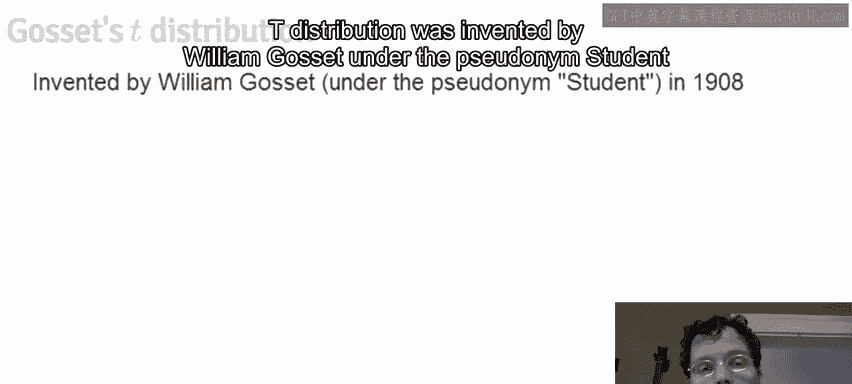 Gosset's t distribut
T distribution was invented by
William Gosset under the pseudonym Student
Invented by William Gosset (under the pseudonym "Student") in 1908